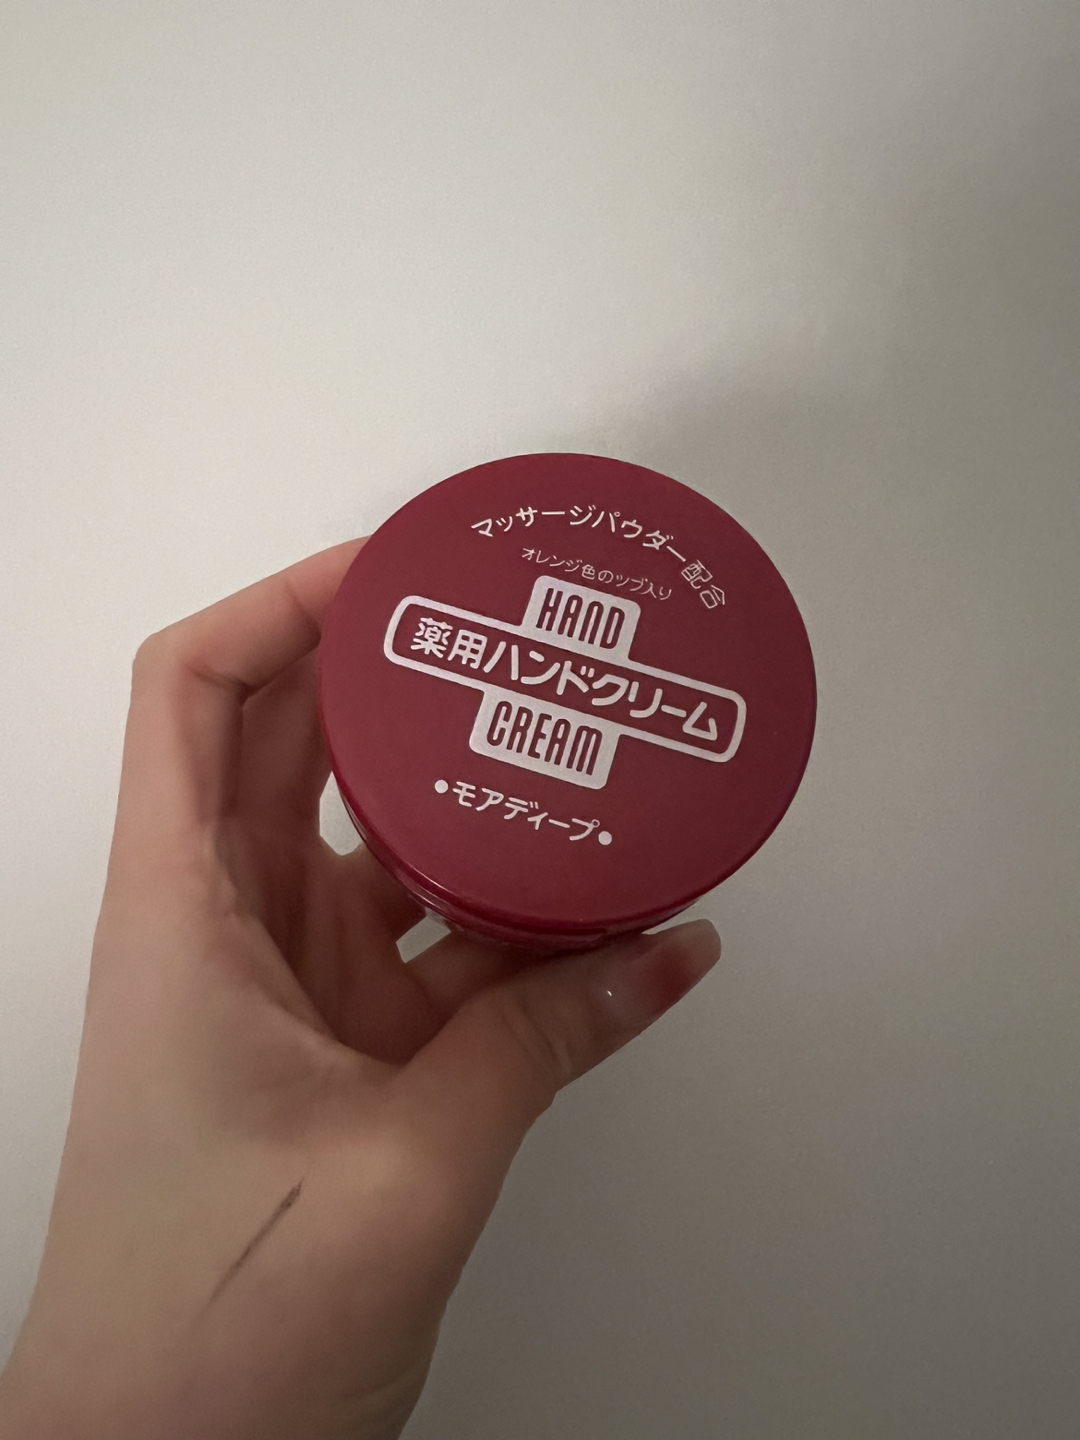 マッサージパウダー配合
オレンジ色のツブ入り
HAND
薬用ハンドクリーム
CREAM
•モアディープ•